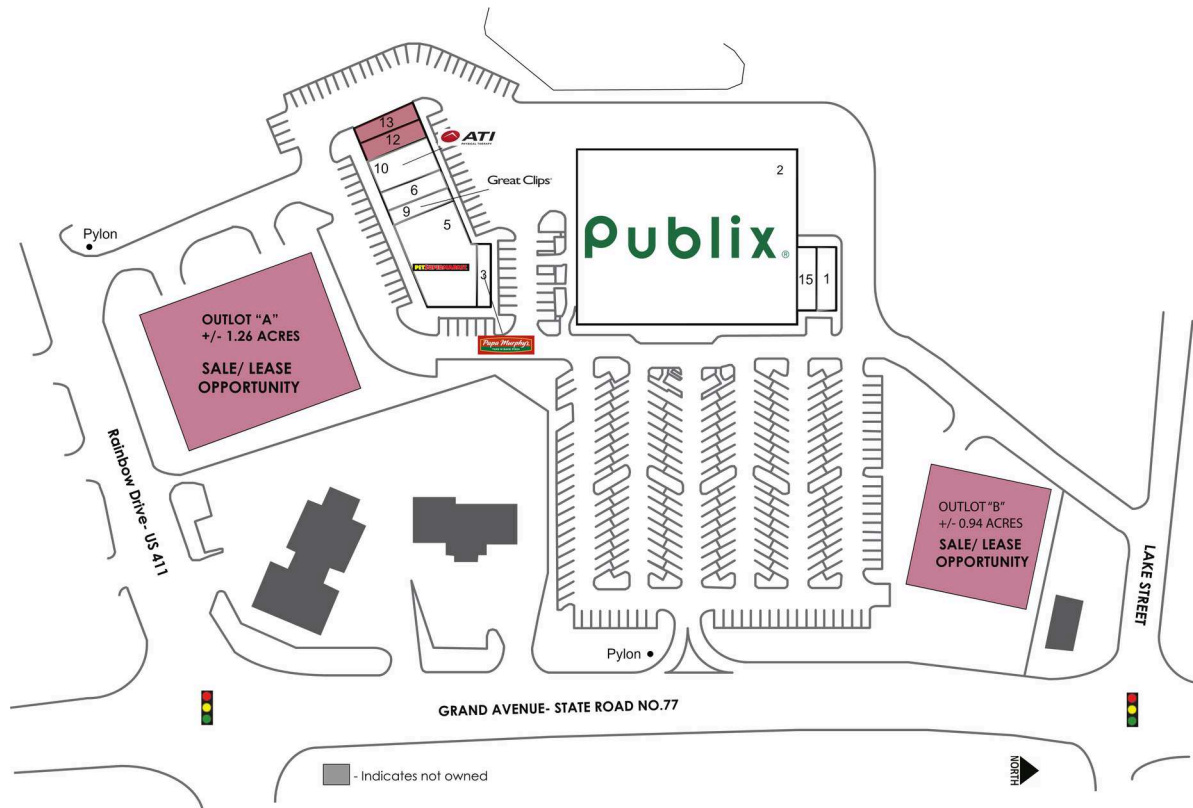 13
12
ATI
PHYSICAL THERAPY
10
Great Clips
6
9
5
3
2
Publix®
15
1
Pylon
Papa Murphy's
OUTLOT "A"
+/- 1.26 ACRES
SALE/ LEASE
OPPORTUNITY
Rainbow Drive- US 411
OUTLOT "B"
+/- 0.94 ACRES
SALE/ LEASE
OPPORTUNITY
LAKE STREET
Pylon
GRAND AVENUE- STATE ROAD NO.77
- Indicates not owned
NORTH